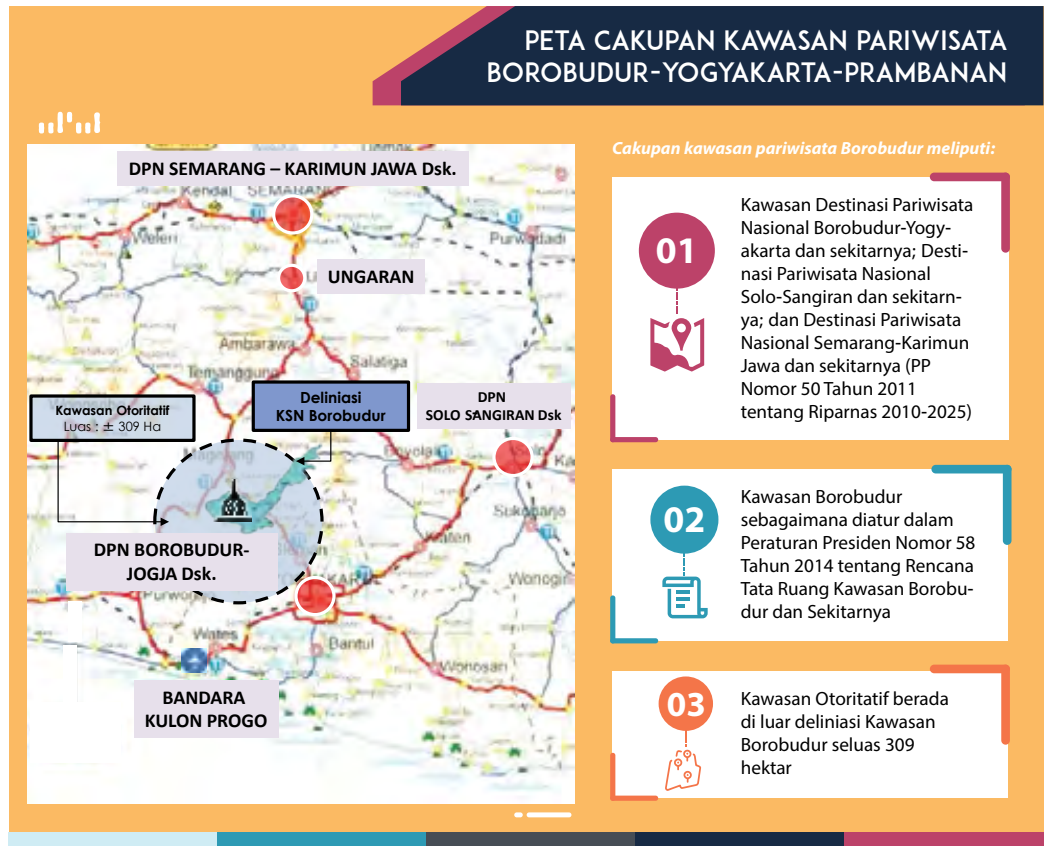 PETA CAKUPAN KAWASAN PARIWISATA
BOROBUDUR-YOGYAKARTA-PRAMBANAN
Cakupan kawasan pariwisata Borobudur meliputi:
DPN SEMARANG – KARIMUN JAWA Dsk.
Kendal
SEMARANG
Weleri
Purwodadi
UNGARAN
Ambarawa
Salatiga
Temanggung
Kawasan Otoritatif
Luas : ± 309 Ha
Deliniasi
KSN Borobudur
DPN
SOLO SANGIRAN Dsk
Sukoharjo
Klaten
DPN BOROBUDUR-
JOGJA Dsk.
Wates
Bantul
Wonosari
BANDARA
KULON PROGO
01
Kawasan Destinasi Pariwisata
Nasional Borobudur-Yogy-
akarta dan sekitarnya; Desti-
nasi Pariwisata Nasional
Solo-Sangiran dan sekitarn-
ya; dan Destinasi Pariwisata
Nasional Semarang-Karimun
Jawa dan sekitarnya (PP
Nomor 50 Tahun 2011
tentang Riparnas 2010-2025)
02
Kawasan Borobudur
sebagaimana diatur dalam
Peraturan Presiden Nomor 58
Tahun 2014 tentang Rencana
Tata Ruang Kawasan Borobu-
dur dan Sekitarnya
03
Kawasan Otoritatif berada
di luar deliniasi Kawasan
Borobudur seluas 309
hektar